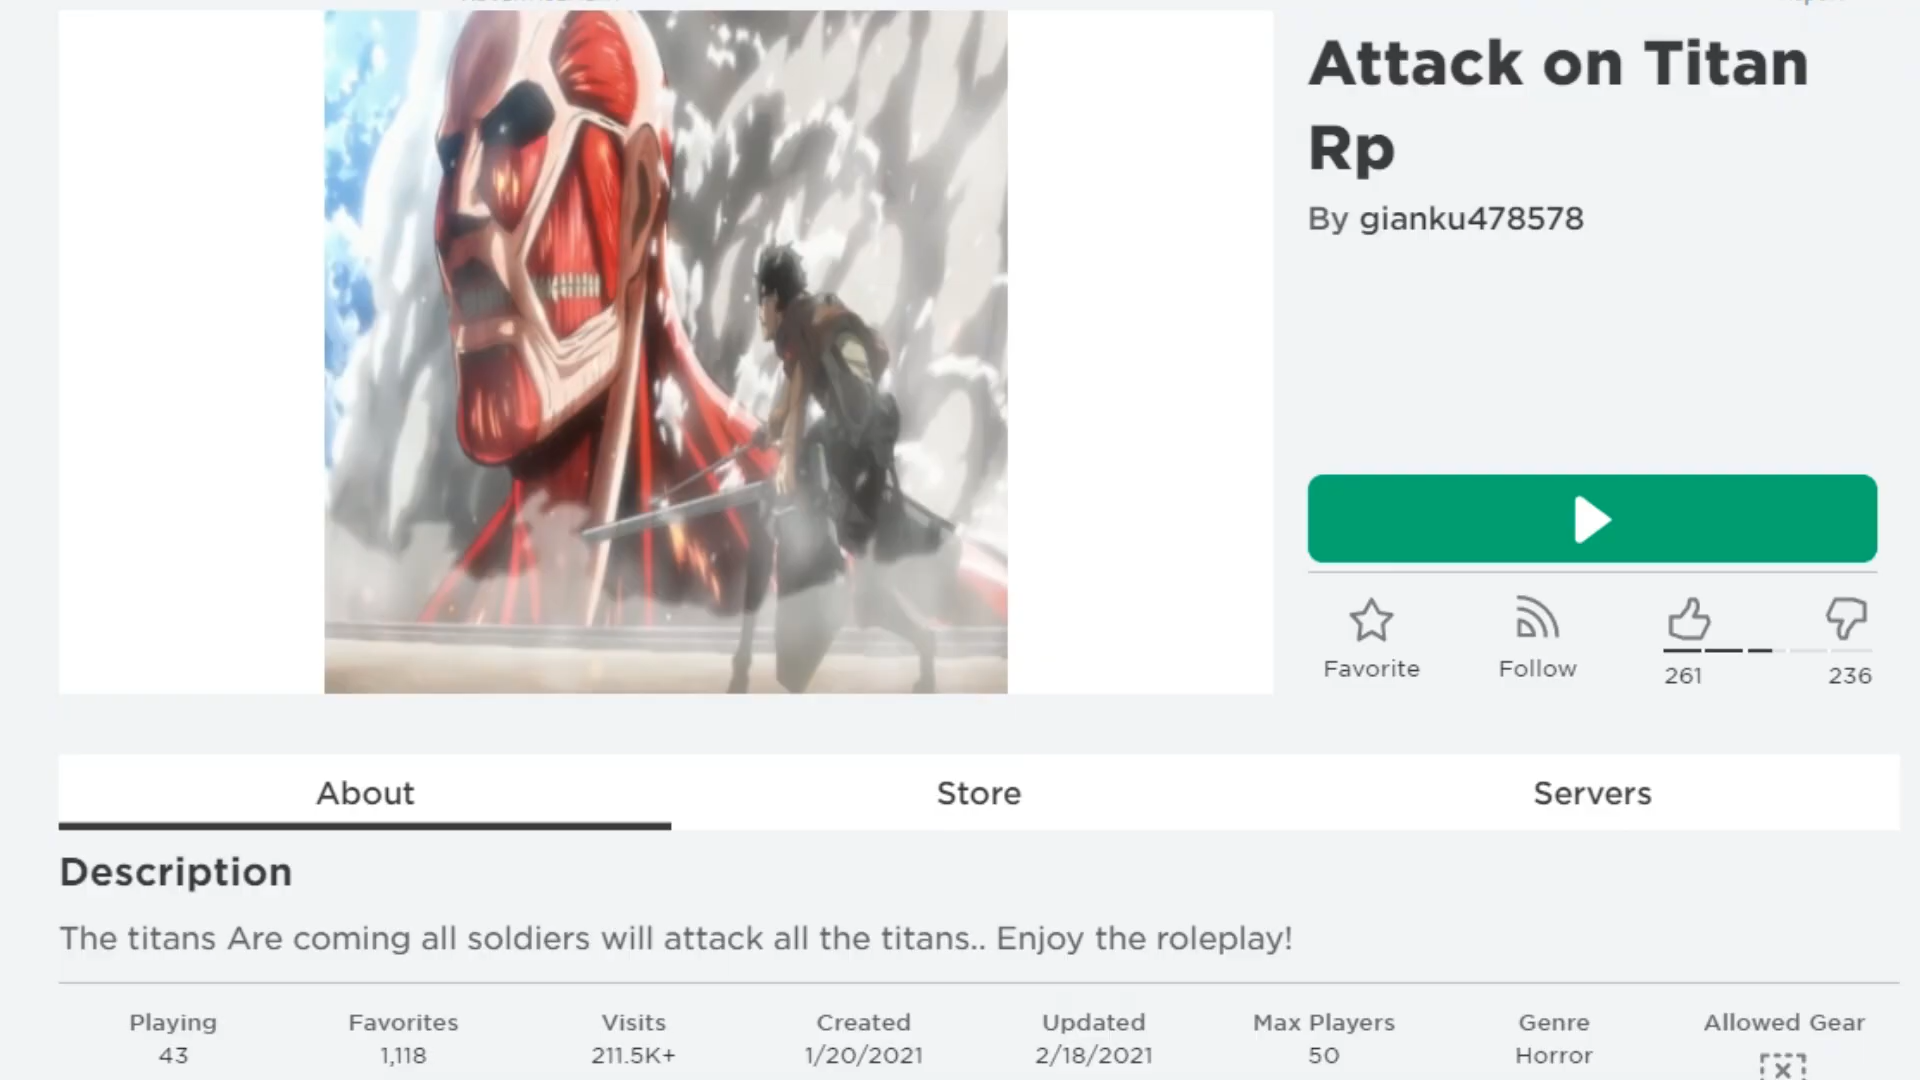 Attack on Titan
Rp
By gianku478578
Favorite
Follow
261
236
About
Store
Servers
Description
The titans Are coming all soldiers will attack all the titans.. Enjoy the roleplay!
Playing
Favorites
Visits
Created
Updated
Max Players
Genre
Allowed Gear
43
1,118
211.5K+
1/20/2021
2/18/2021
50
Horror